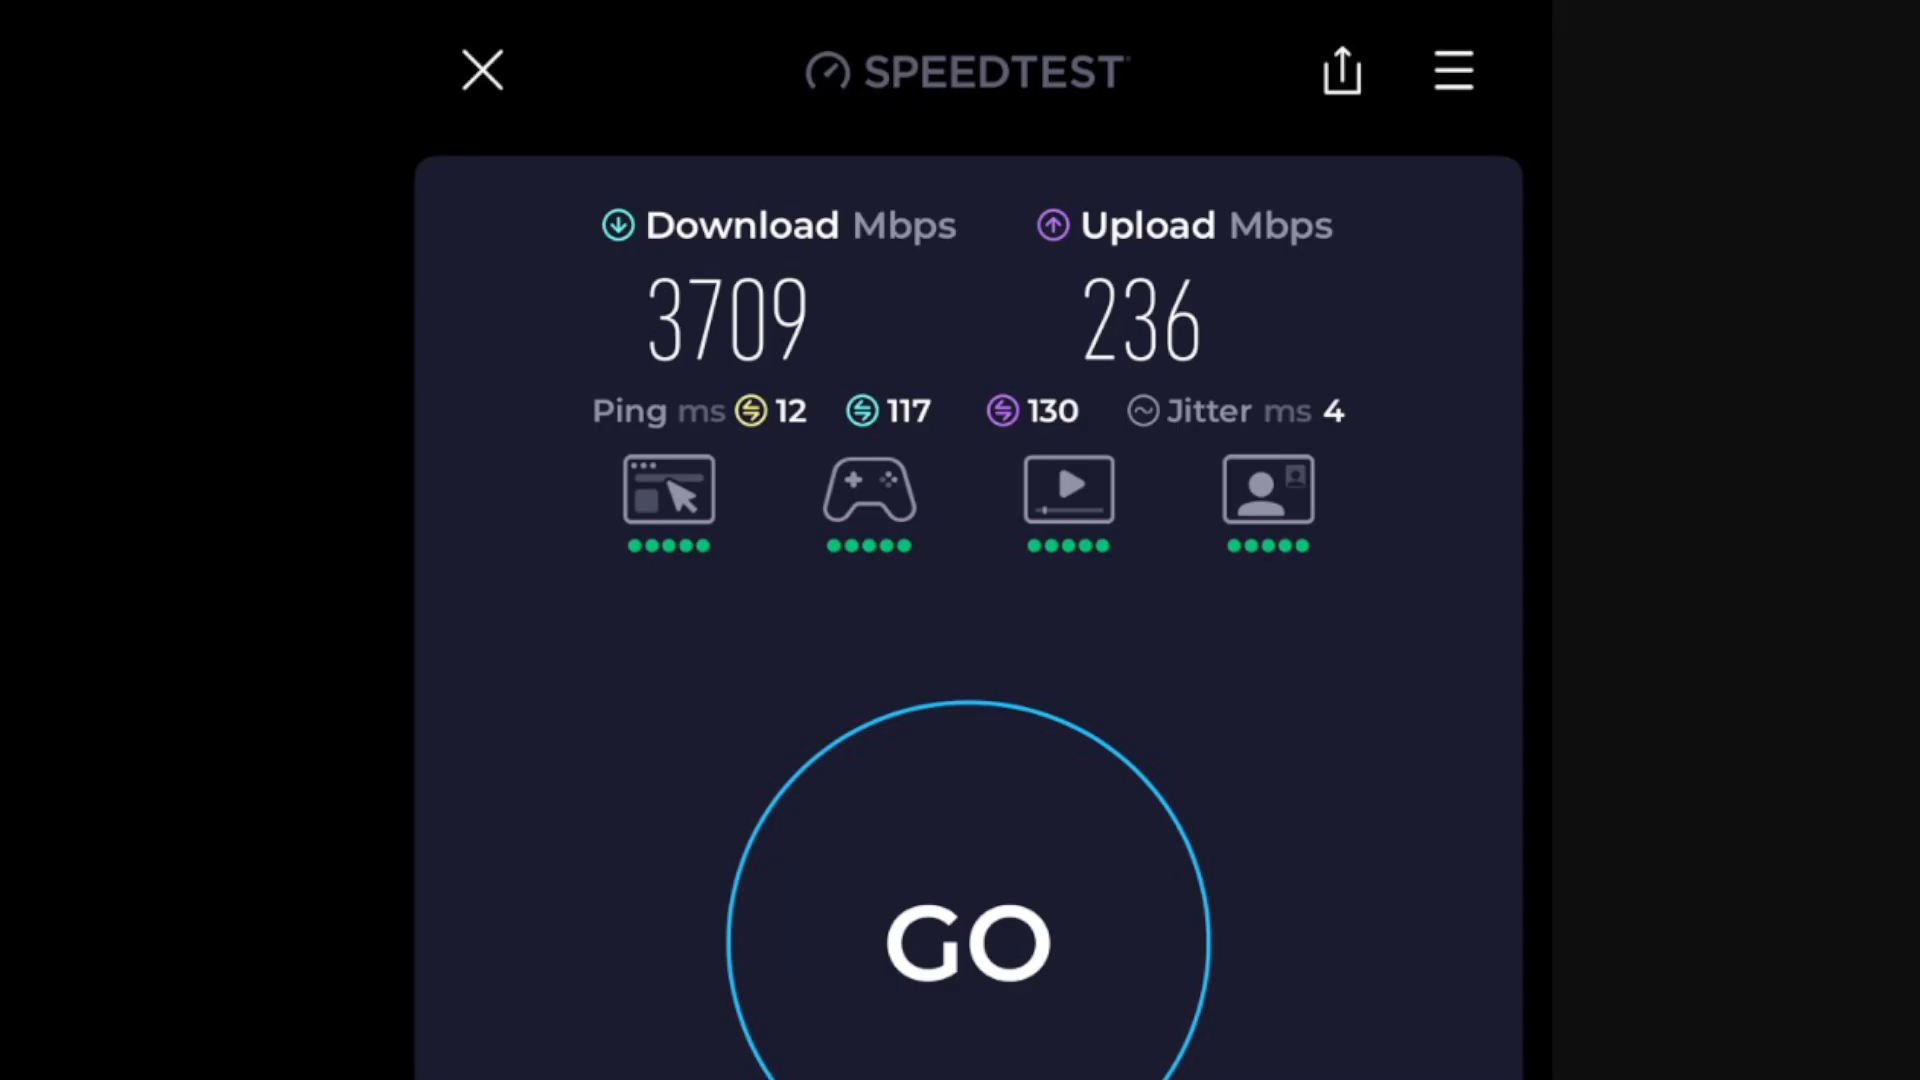 SPEEDTEST
Download Mbps
Upload Mbps
3709
236
Ping ms 12 117 130 Jitter ms 4
GO